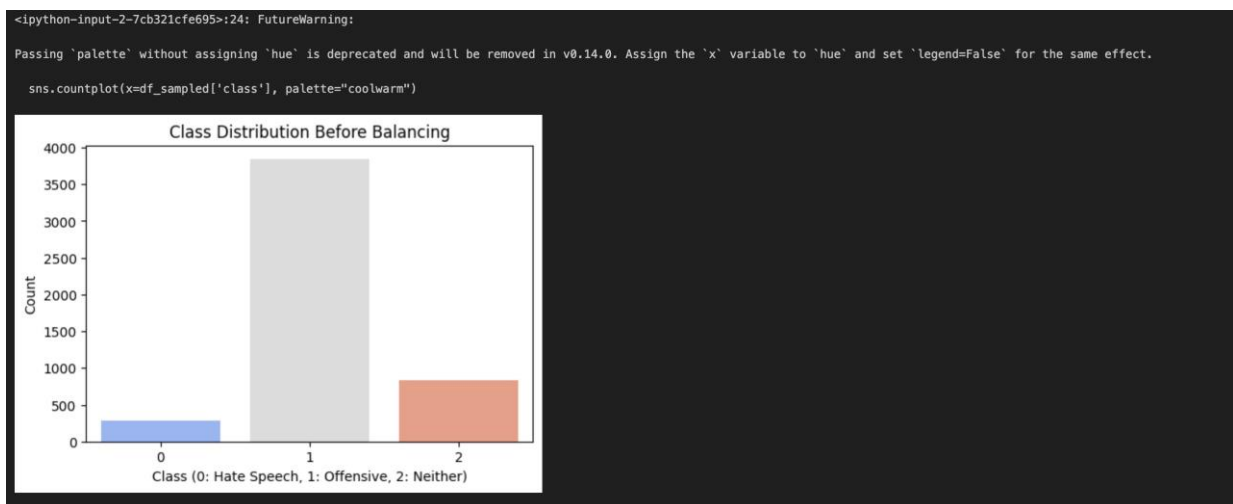 <ipython-input-2-7cb321cfe695>:24: FutureWarning:
Passing `palette` without assigning `hue` is deprecated and will be removed in v0.14.0. Assign the `x` variable to `hue` and set `legend=False` for the same effect.
sns.countplot(x=df_sampled['class'], palette="coolwarm")
Class Distribution Before Balancing
4000
3500
3000
2500
2000
1500
1000
500
0
Count
0 1 2
Class (0: Hate Speech, 1: Offensive, 2: Neither)